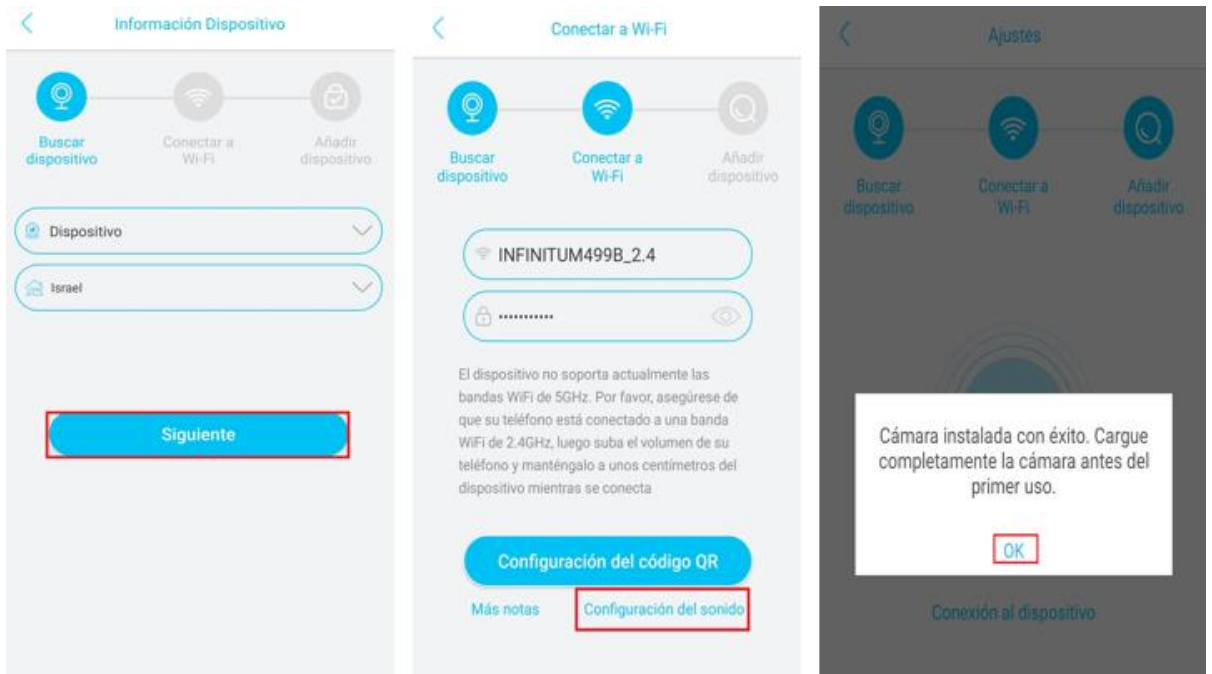 Información Dispositivo
Buscar
dispositivo
Conectar a
Wi-Fi
Añadir
dispositivo
Dispositivo
Israel
Siguiente
Conectar a Wi-Fi
Buscar
dispositivo
Conectar a
Wi-Fi
Añadir
dispositivo
INFINITUM499B_2.4
•••••••••••
El dispositivo no soporta actualmente las
bandas WiFi de 5GHz. Por favor, asegúrese de
que su teléfono está conectado a una banda
WiFi de 2.4GHz, luego suba el volumen de su
teléfono y manténgalo a unos centímetros del
dispositivo mientras se conecta
Configuración del código QR
Más notas
Configuración del sonido
Ajustes
Buscar
dispositivo
Conectar a
Wi-Fi
Añadir
dispositivo
Cámara instalada con éxito. Cargue
completamente la cámara antes del
primer uso.
OK
Conexión al dispositivo